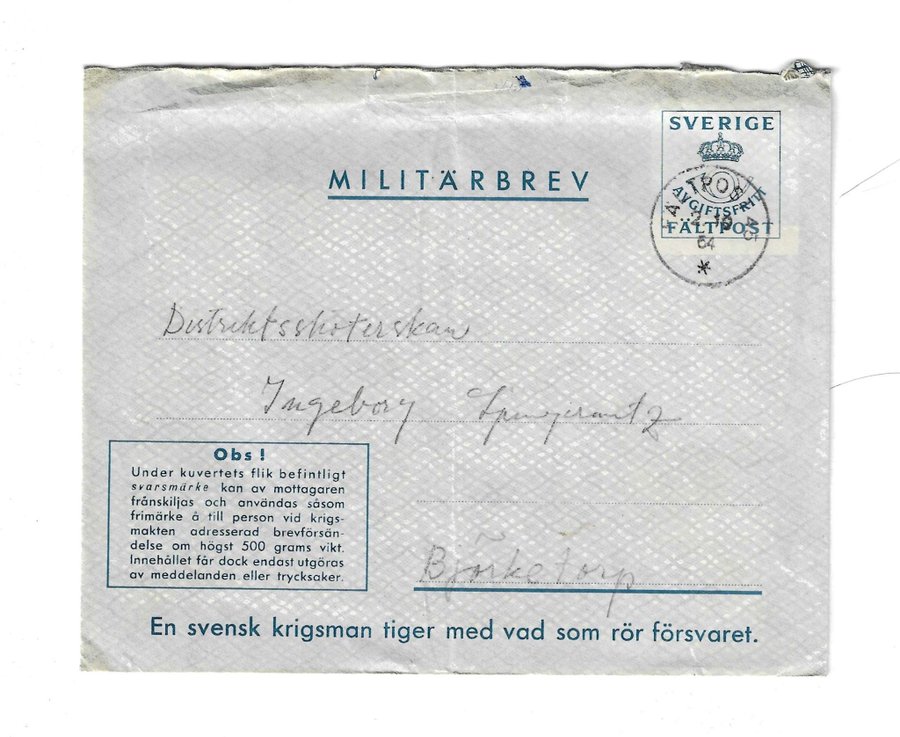 SVERIGE
MILITÄRBREV
AVGIFTSFRITT
FÄLTPOST
64
*
Distriktssköterskan
Ingeborg
Obs!
Under kuvertets flik befintligt
svarsmärke kan av mottagaren
frånskiljas och användas såsom
frimärke å till person vid krigs-
makten adresserad brevförsän-
delse om högst 500 grams vikt.
Innehållet får dock endast utgöras
av meddelanden eller trycksaker.
Björketorp
En svensk krigsman tiger med vad som rör försvaret.